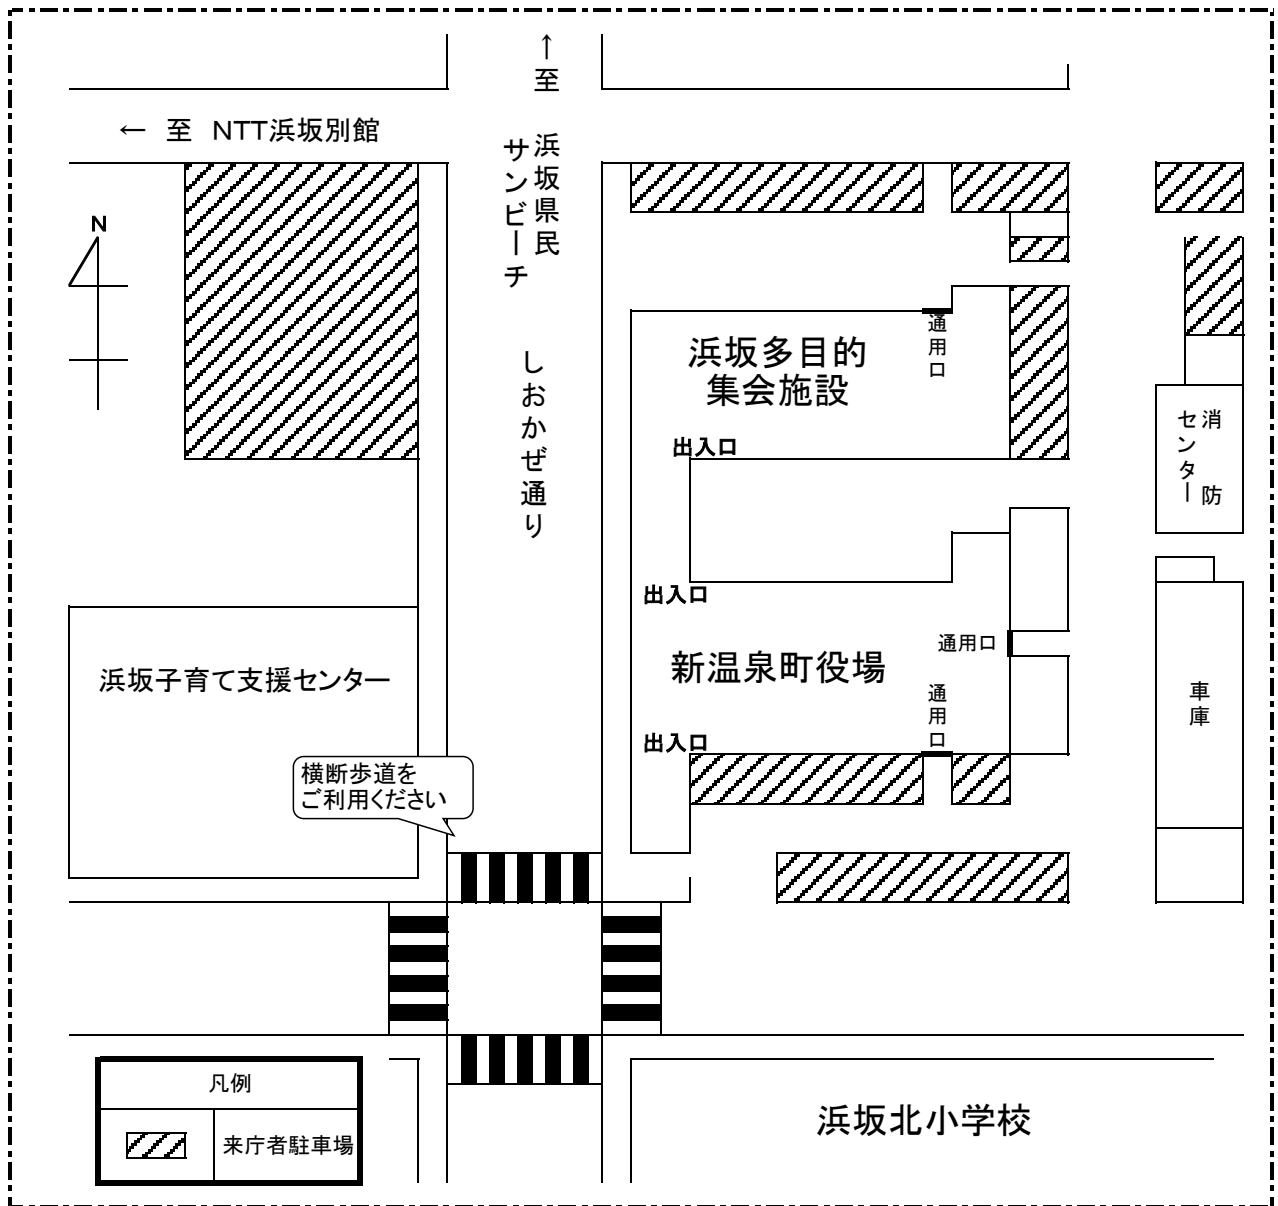 ↑至 浜坂県民
サンビーチ
← 至 NTT浜坂別館
N
しおかぜ通り
浜坂多目的
集会施設
通用口
出入口
消防
センター
出入口
通用口
新温泉町役場
通用口
出入口
車庫
浜坂子育て支援センター
横断歩道を
ご利用ください
凡例
来庁者駐車場
浜坂北小学校